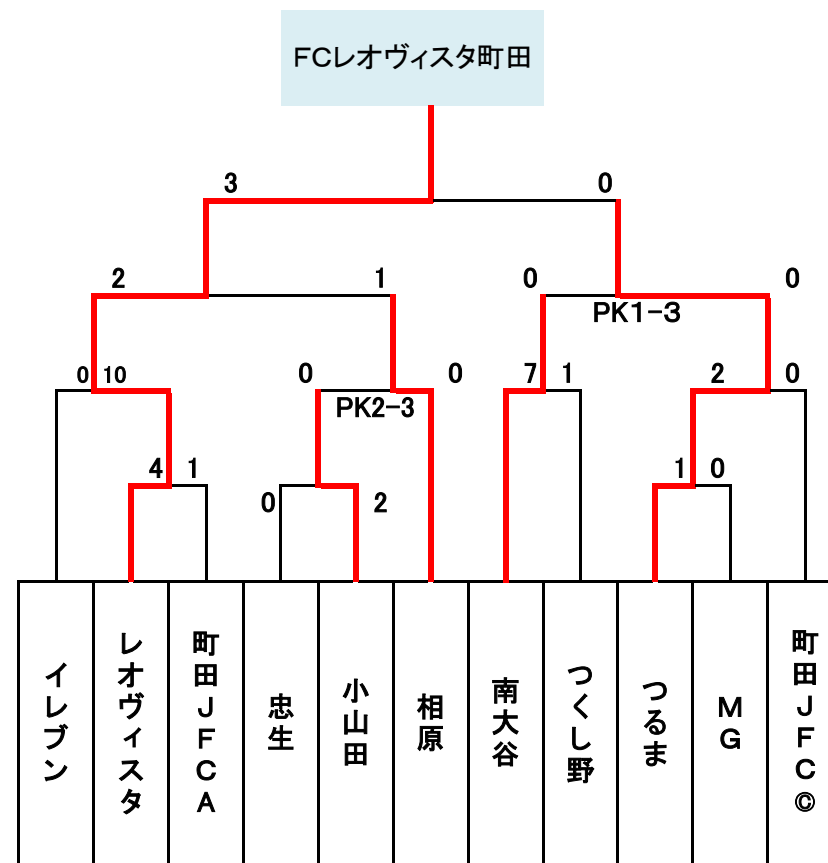 FCレオヴィスタ町田
3 0
2 1 0 0
PK1-3
0 10 0 0 7 1 2 0
PK2-3
4 1 1 0
0 2
イレブン
レオヴィスタ
町田JFCA
忠生
小山田
相原
南大谷
つくし野
つるま
MG
町田JFC©